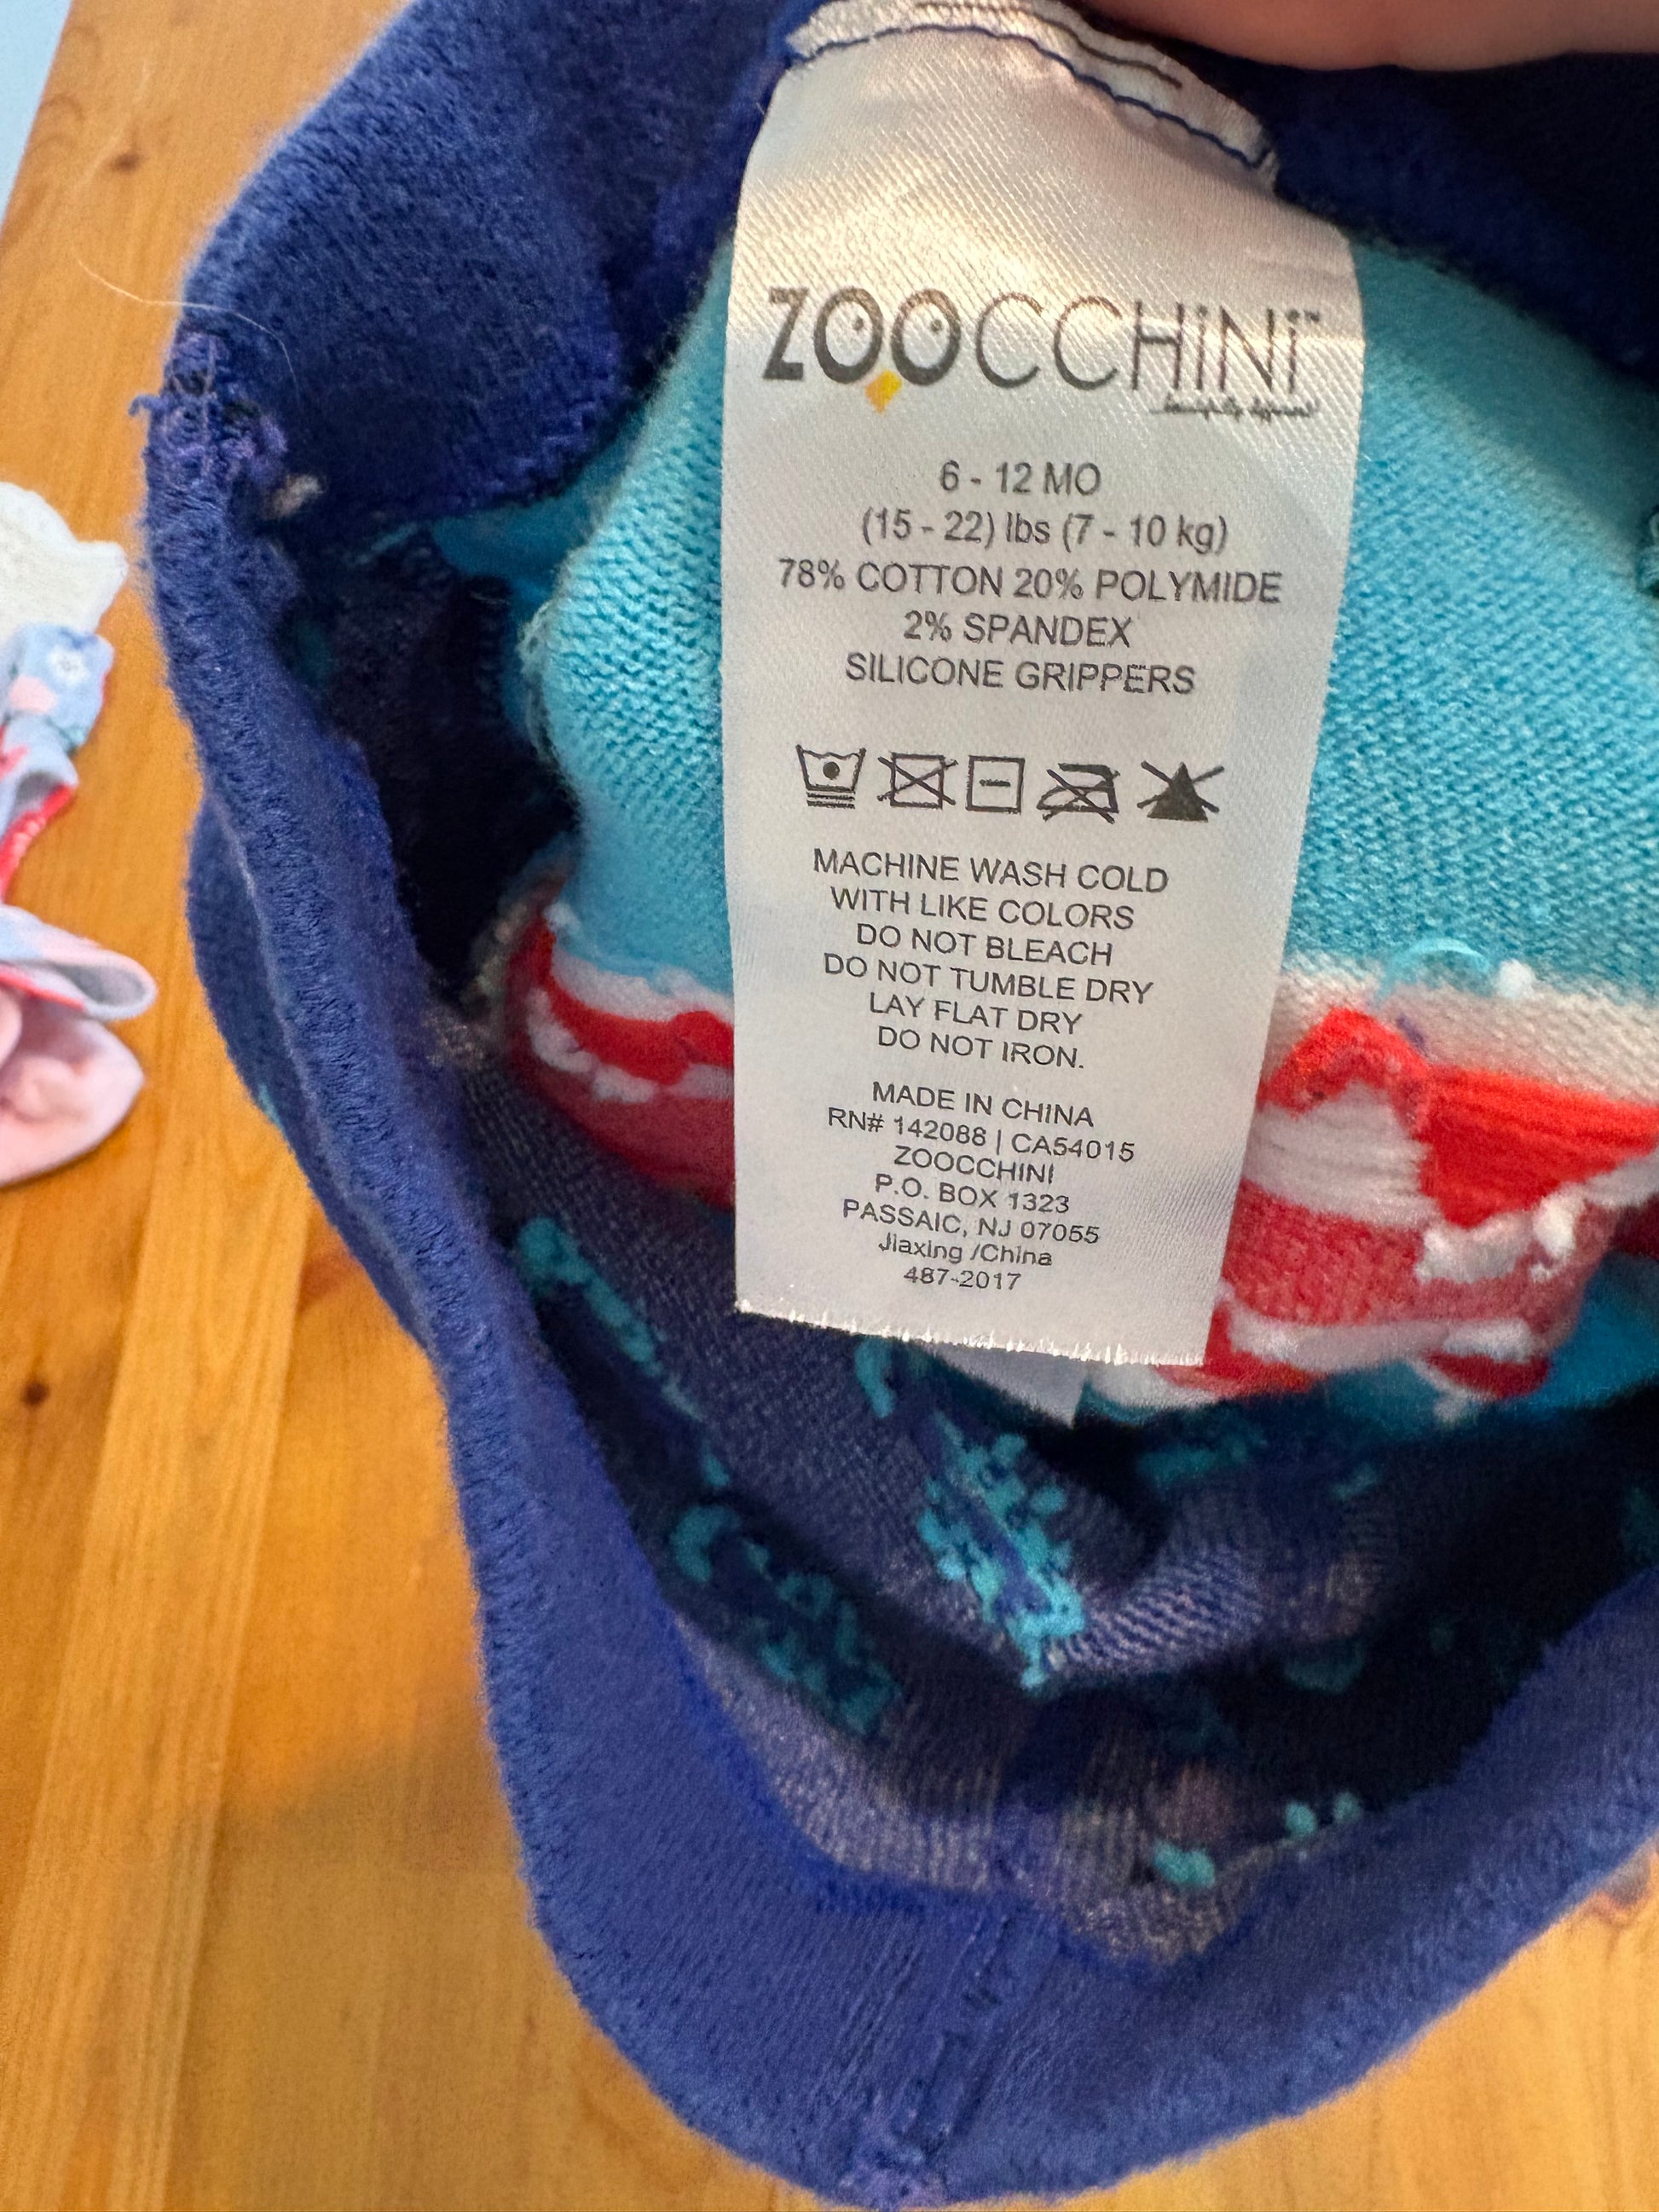 ZOOCCHiNi™
6 - 12 MO
(15 - 22) lbs (7 - 10 kg)
78% COTTON 20% POLYMIDE
2% SPANDEX
SILICONE GRIPPERS
MACHINE WASH COLD
WITH LIKE COLORS
DO NOT BLEACH
DO NOT TUMBLE DRY
LAY FLAT DRY
DO NOT IRON.
MADE IN CHINA
RN# 142088 | CA54015
ZOOCCHINI
P.O. BOX 1323
PASSAIC, NJ 07055
Jiaxing /China
487-2017